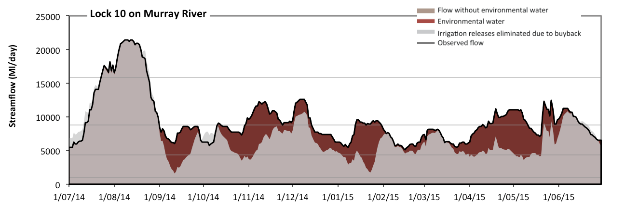 Lock 10 on Murray River
Flow without environmental water
Environmental water
Irrigation releases eliminated due to buyback
Observed flow
Streamflow (Ml/day)
25000
20000
15000
10000
5000
0
1/07/14 1/08/14 1/09/14 1/10/14 1/11/14 1/12/14 1/01/15 1/02/15 1/03/15 1/04/15 1/05/15 1/06/15